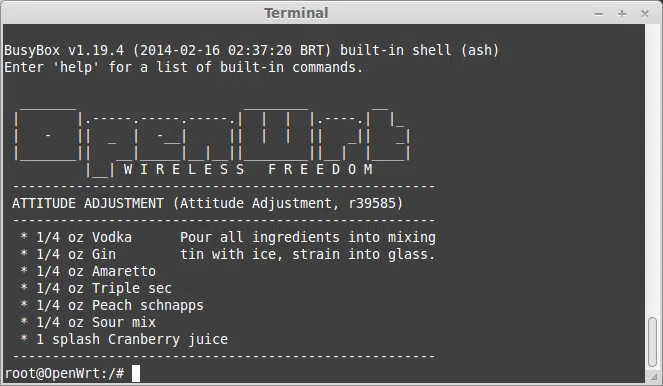 Terminal
BusyBox v1.19.4 (2014-02-16 02:37:20 BRT) built-in shell (ash)
Enter 'help' for a list of built-in commands.
OpenWrt
W I R E L E S S   F R E E D O M
-----------------------------------------------------
ATTITUDE ADJUSTMENT (Attitude Adjustment, r39585)
-----------------------------------------------------
* 1/4 oz Vodka      Pour all ingredients into mixing
* 1/4 oz Gin        tin with ice, strain into glass.
* 1/4 oz Amaretto
* 1/4 oz Triple sec
* 1/4 oz Peach schnapps
* 1/4 oz Sour mix
* 1 splash Cranberry juice
-----------------------------------------------------
root@OpenWrt:/#